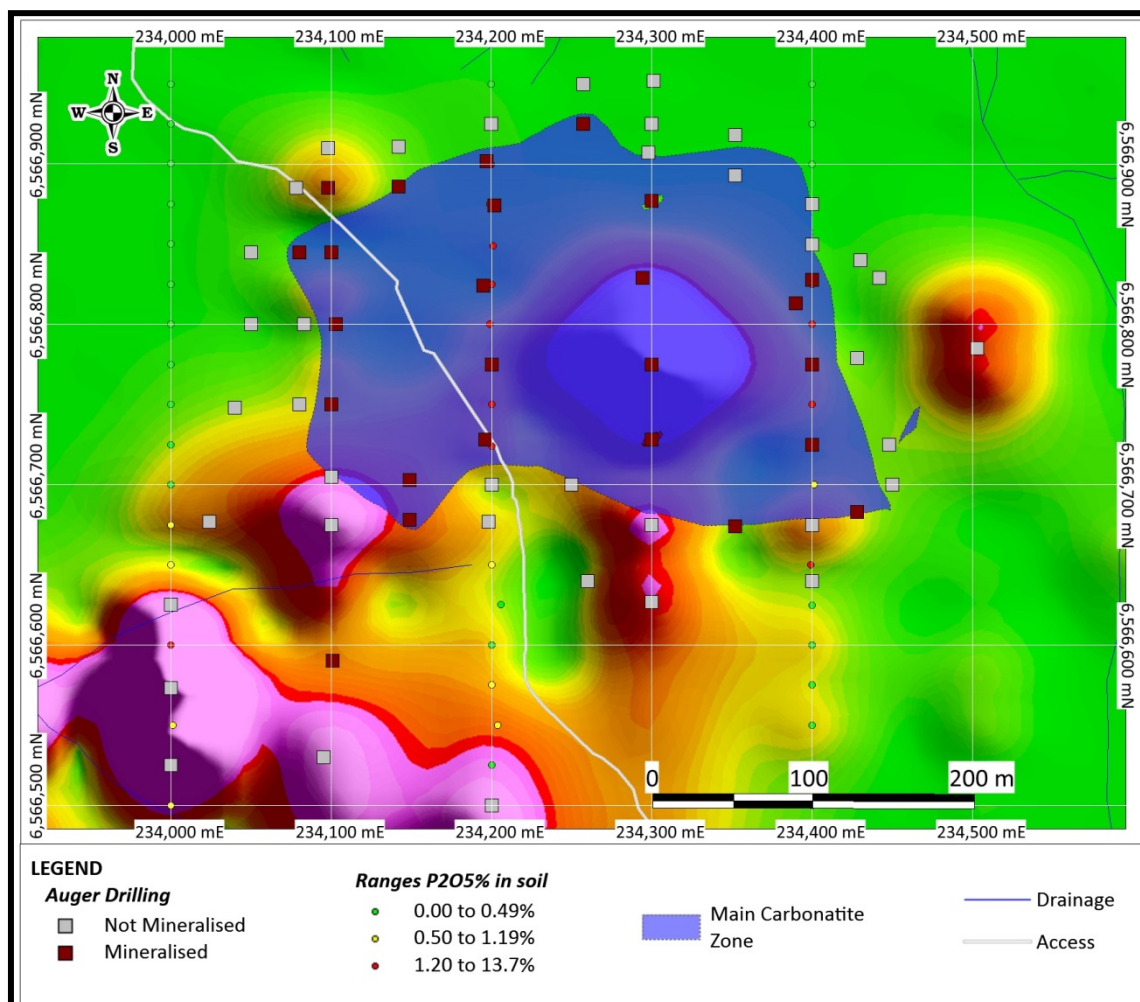 234,000 mE 234,100 mE 234,200 mE 234,300 mE 234,400 mE 234,500 mE
N
W E
S
6,566,900 mN
6,566,800 mN
6,566,700 mN
6,566,600 mN
6,566,500 mN
6,566,900 mN
6,566,800 mN
6,566,700 mN
6,566,600 mN
6,566,500 mN
0 100 200 m
234,000 mE 234,100 mE 234,200 mE 234,300 mE 234,400 mE 234,500 mE
LEGEND
Auger Drilling
Not Mineralised
Mineralised
Ranges P2O5% in soil
0.00 to 0.49%
0.50 to 1.19%
1.20 to 13.7%
Main Carbonatite
Zone
Drainage
Access